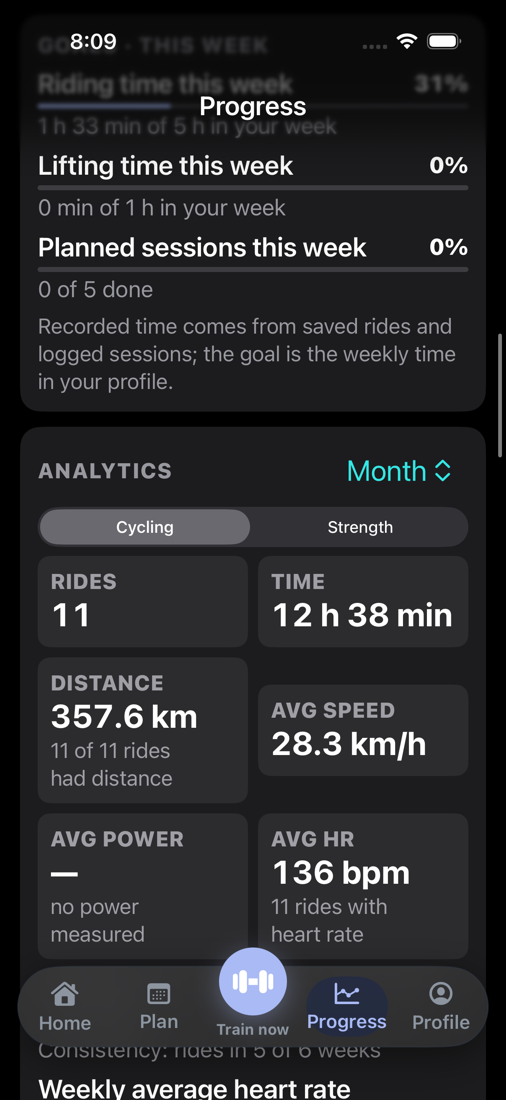 8:09
GOALS · THIS WEEK
Riding time this week 31%
Progress
1 h 33 min of 5 h in your week
Lifting time this week 0%
0 min of 1 h in your week
Planned sessions this week 0%
0 of 5 done
Recorded time comes from saved rides and
logged sessions; the goal is the weekly time
in your profile.
ANALYTICS Month
Cycling Strength
RIDES
11
TIME
12 h 38 min
DISTANCE
357.6 km
11 of 11 rides
had distance
AVG SPEED
28.3 km/h
AVG POWER
—
no power
measured
AVG HR
136 bpm
11 rides with
heart rate
Home Plan Train now Progress Profile
Consistency: rides in 5 of 6 weeks
Weekly average heart rate